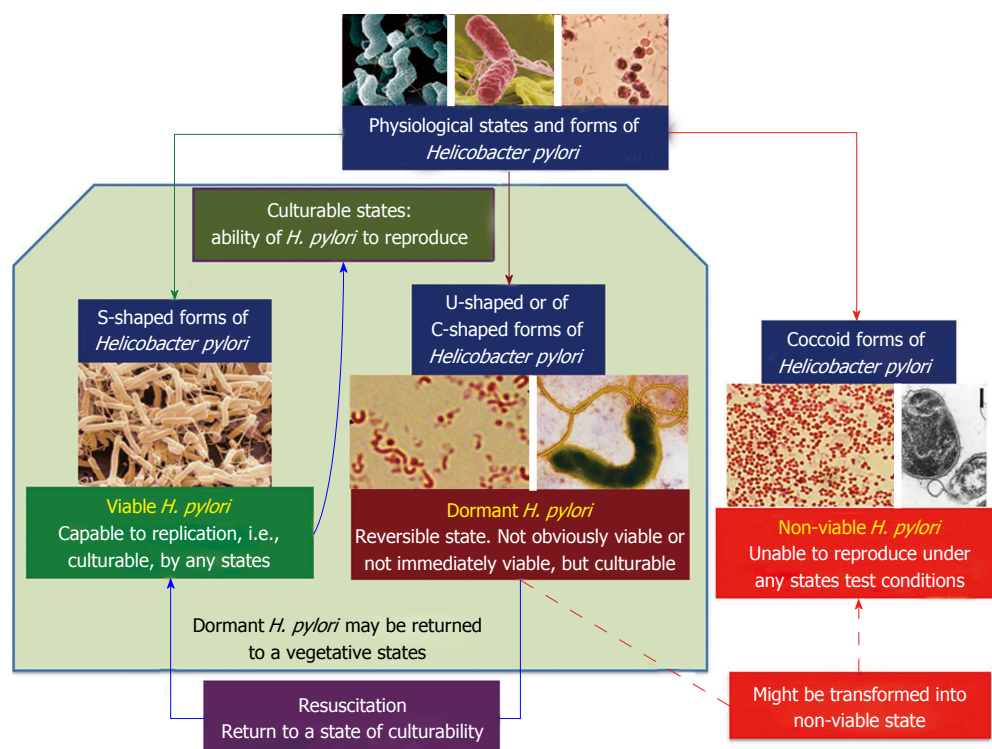 Physiological states and forms of
Helicobacter pylori
Culturable states:
ability of H. pylori to reproduce
S-shaped forms of
Helicobacter pylori
U-shaped or of
C-shaped forms of
Helicobacter pylori
Coccoid forms of
Helicobacter pylori
Viable H. pylori
Capable to replication, i.e.,
culturable, by any states
Dormant H. pylori
Reversible state. Not obviously viable or
not immediately viable, but culturable
Non-viable H. pylori
Unable to reproduce under
any states test conditions
Dormant H. pylori may be returned
to a vegetative states
Resuscitation
Return to a state of culturability
Might be transformed into
non-viable state